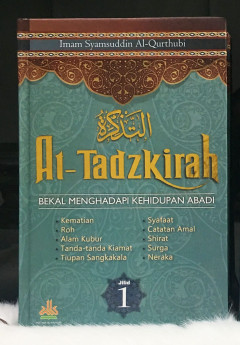 Imam Syamsuddin Al-Qurthubi
التذكرة
Al-Tadzkirah
BEKAL MENGHADAPI KEHIDUPAN ABADI
• Kematian
• Roh
• Alam Kubur
• Tanda-tanda Kiamat
• Tiupan Sangkakala
• Syafaat
• Catatan Amal
• Shirat
• Surga
• Neraka
Jilid
1